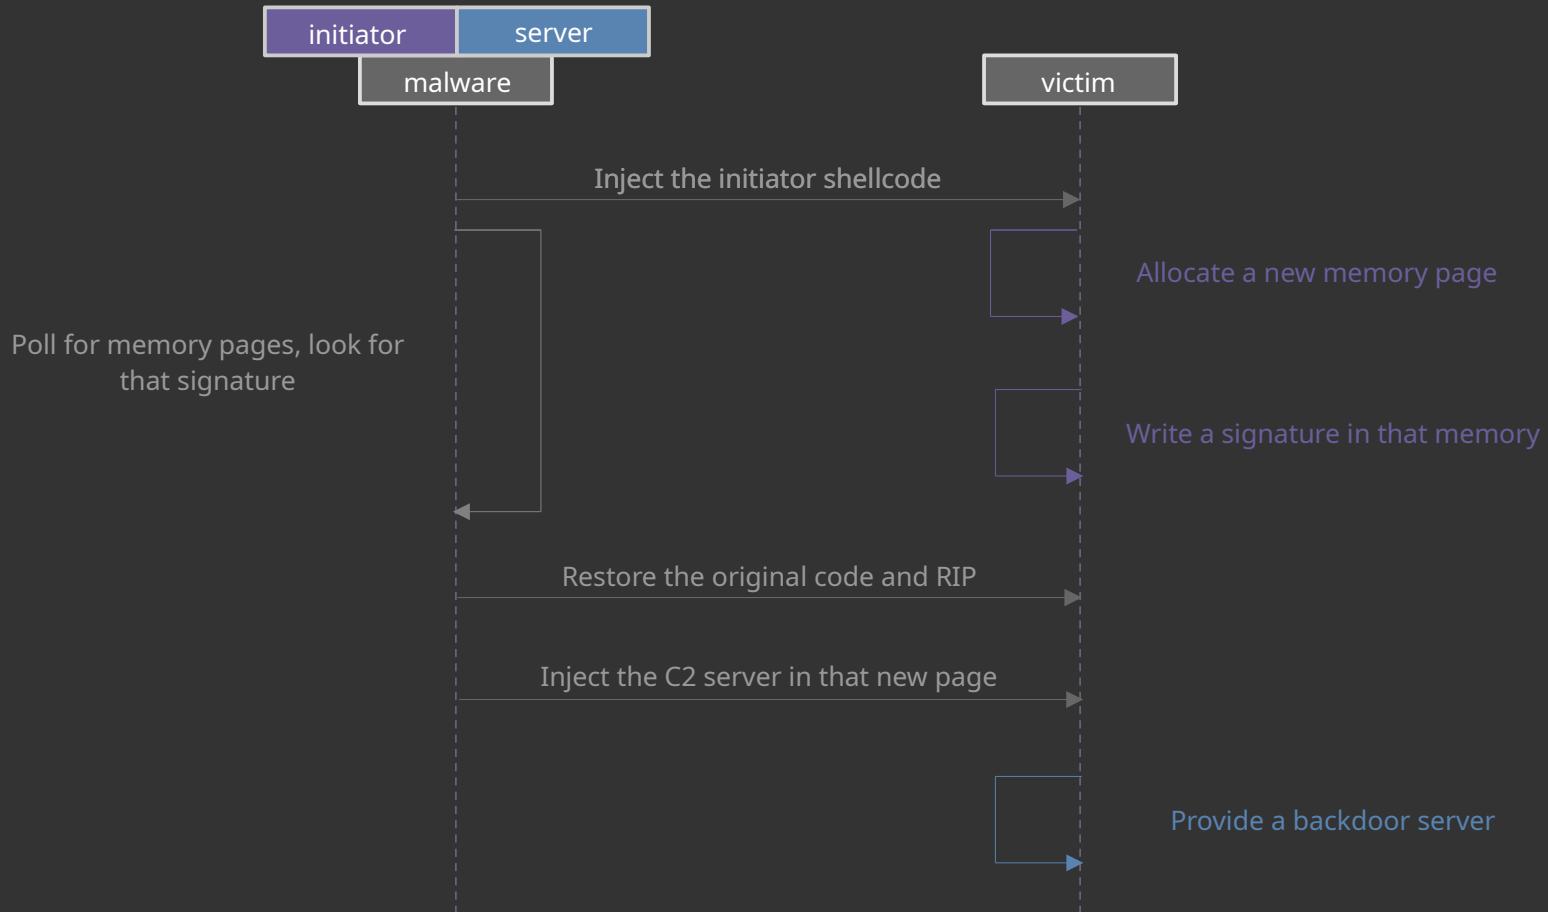 initiator
server
malware
victim
Inject the initiator shellcode
Allocate a new memory page
Poll for memory pages, look for
that signature
Write a signature in that memory
Restore the original code and RIP
Inject the C2 server in that new page
Provide a backdoor server